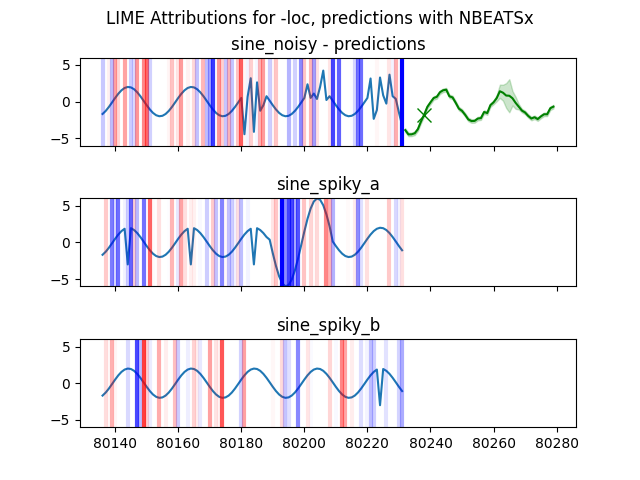 LIME Attributions for -loc, predictions with NBEATSx
sine_noisy - predictions
5
0
−5
sine_spiky_a
5
0
−5
sine_spiky_b
5
0
−5
80140 80160 80180 80200 80220 80240 80260 80280